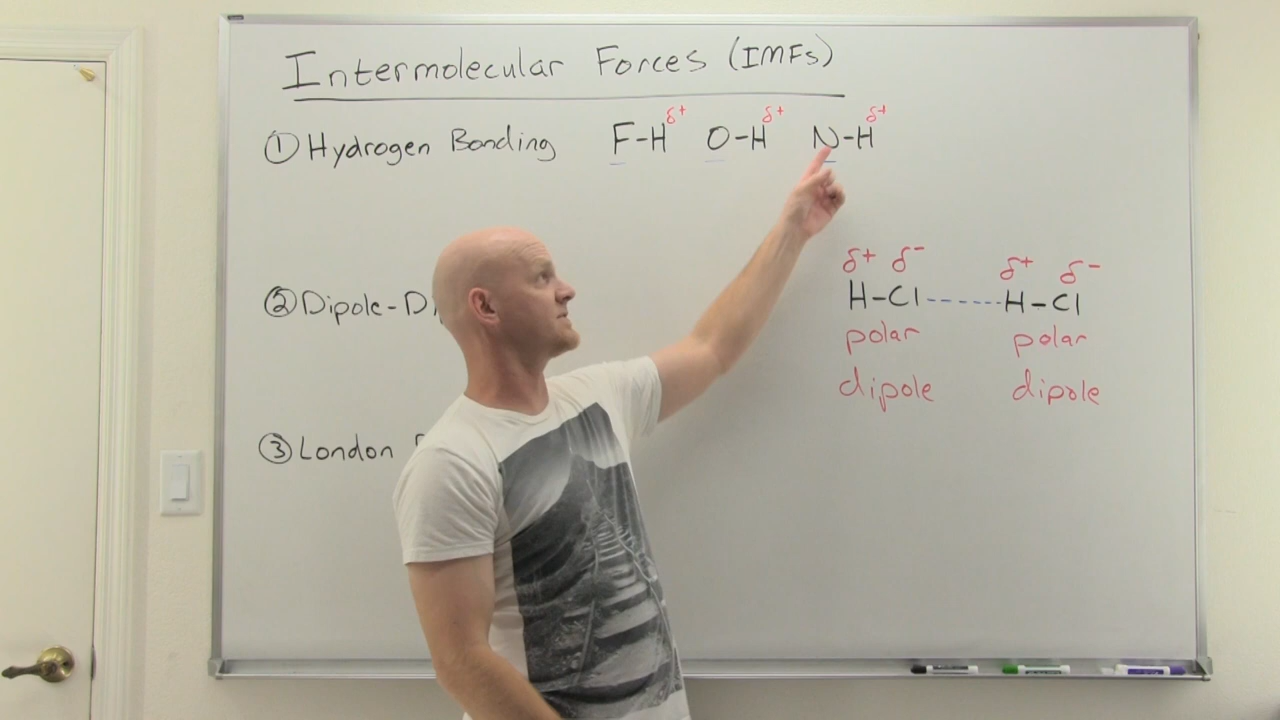 Intermolecular Forces (IMFs)
① Hydrogen Bonding F-H δ+ O-H δ+ N-H δ+
δ+ δ- δ+ δ-
② Dipole- H-Cl------H-Cl
polar polar
dipole dipole
③ London